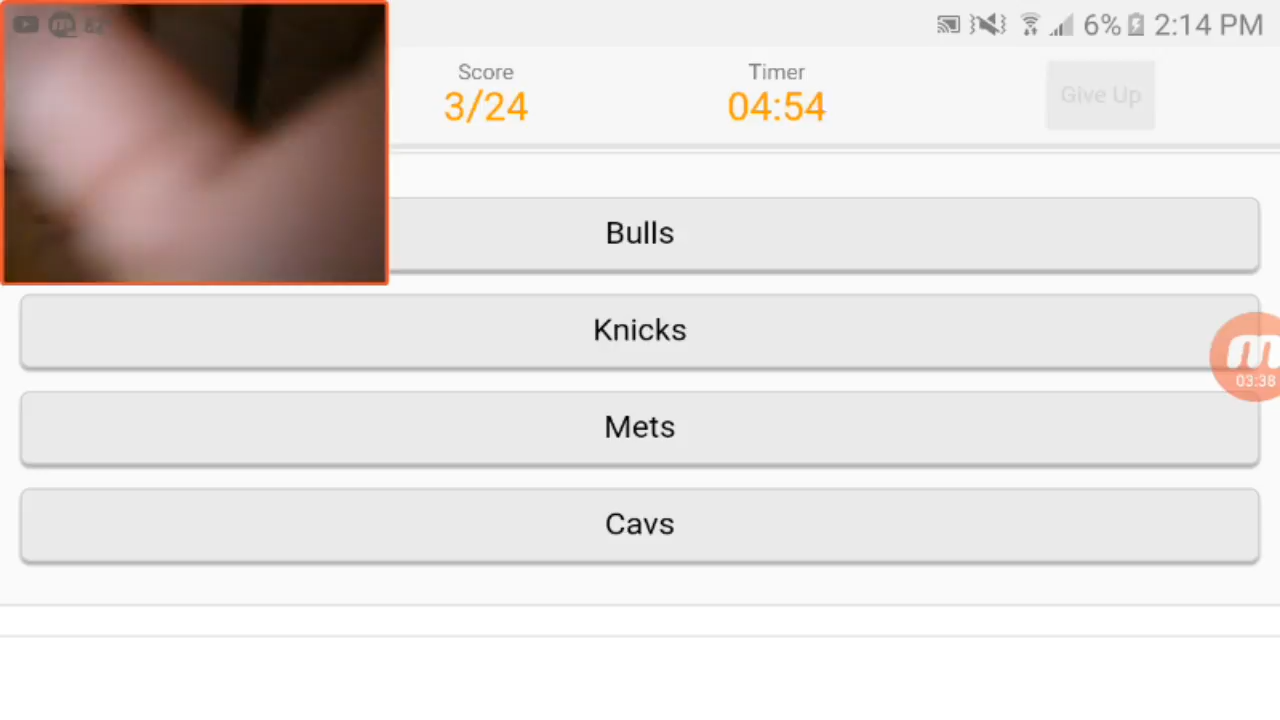 6% 2:14 PM
Score
3/24
Timer
04:54
Give Up
Bulls
Knicks
Mets
Cavs
03:38